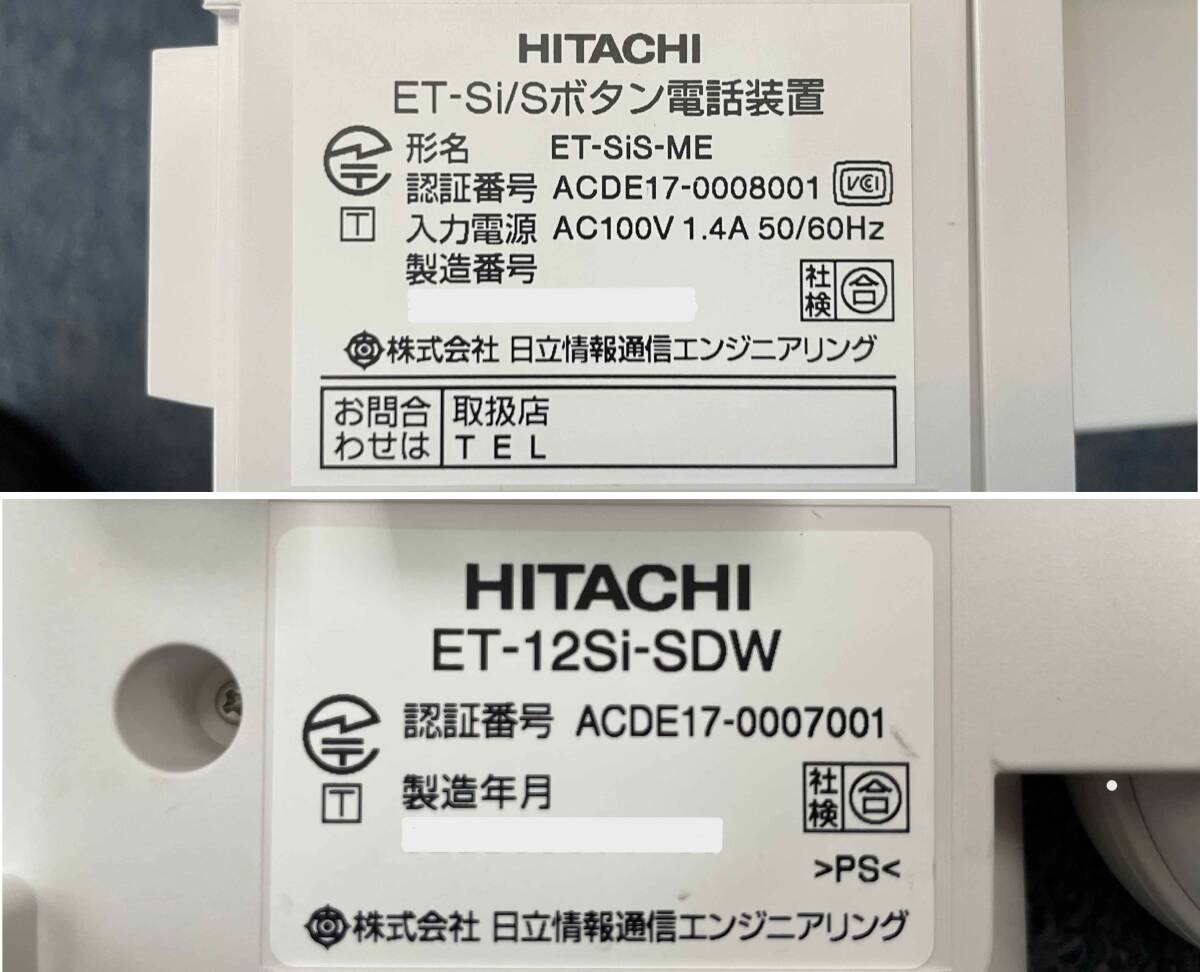 HITACHI
ET-Si/Sボタン電話装置
形名 ET-SiS-ME
認証番号 ACDE17-0008001 VCI
T 入力電源 AC100V 1.4A 50/60Hz
製造番号
社検 合
株式会社 日立情報通信エンジニアリング
お問合わせは 取扱店
TEL
HITACHI
ET-12Si-SDW
認証番号 ACDE17-0007001
T 製造年月
社検 合
>PS<
株式会社 日立情報通信エンジニアリング